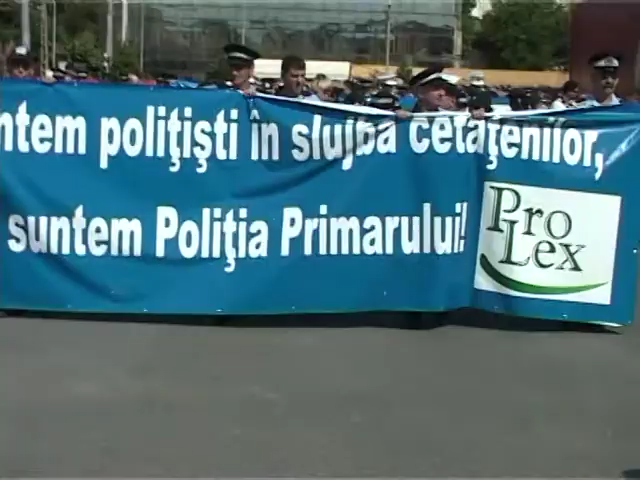 ntem poliţişti în slujba cetăţenilor,
suntem Poliţia Primarului!
Pro
Lex